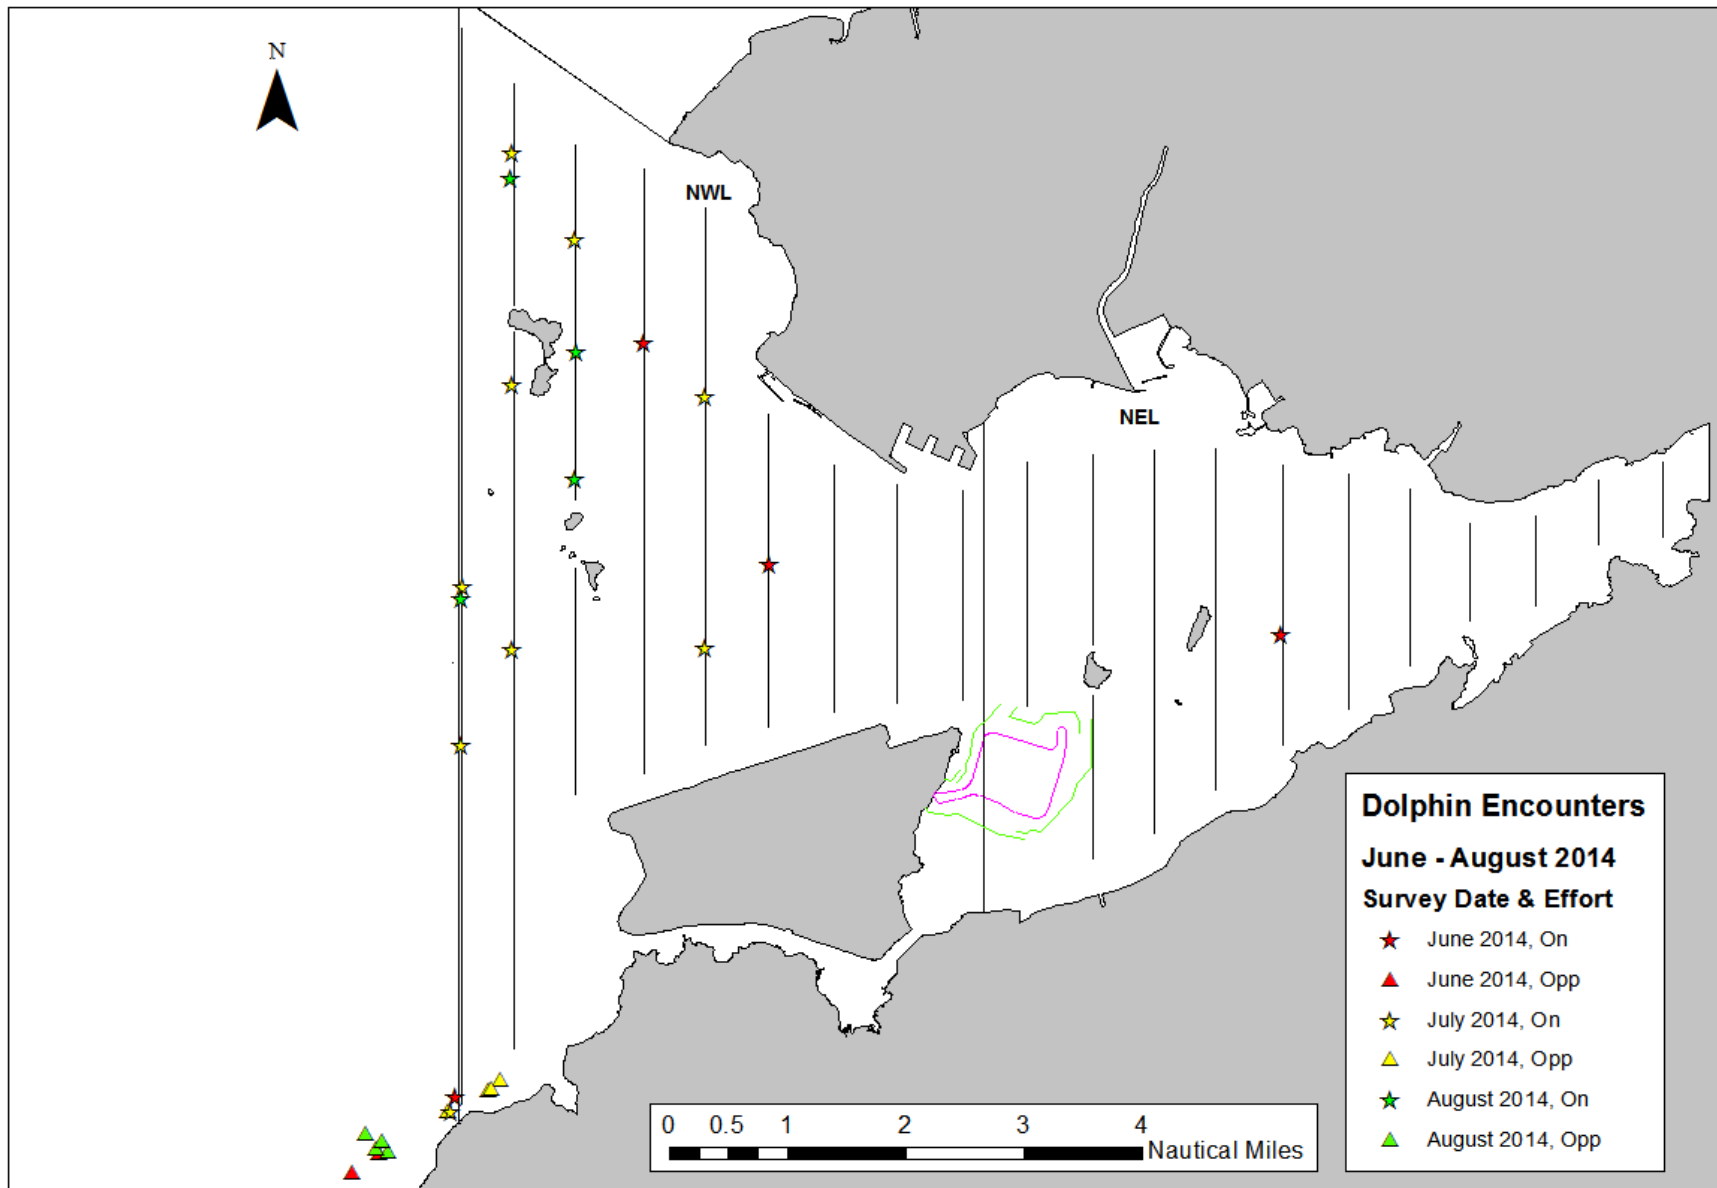 N
NWL
NEL
Dolphin Encounters
June - August 2014
Survey Date & Effort
June 2014, On
June 2014, Opp
July 2014, On
July 2014, Opp
August 2014, On
August 2014, Opp
0 0.5 1 2 3 4
Nautical Miles